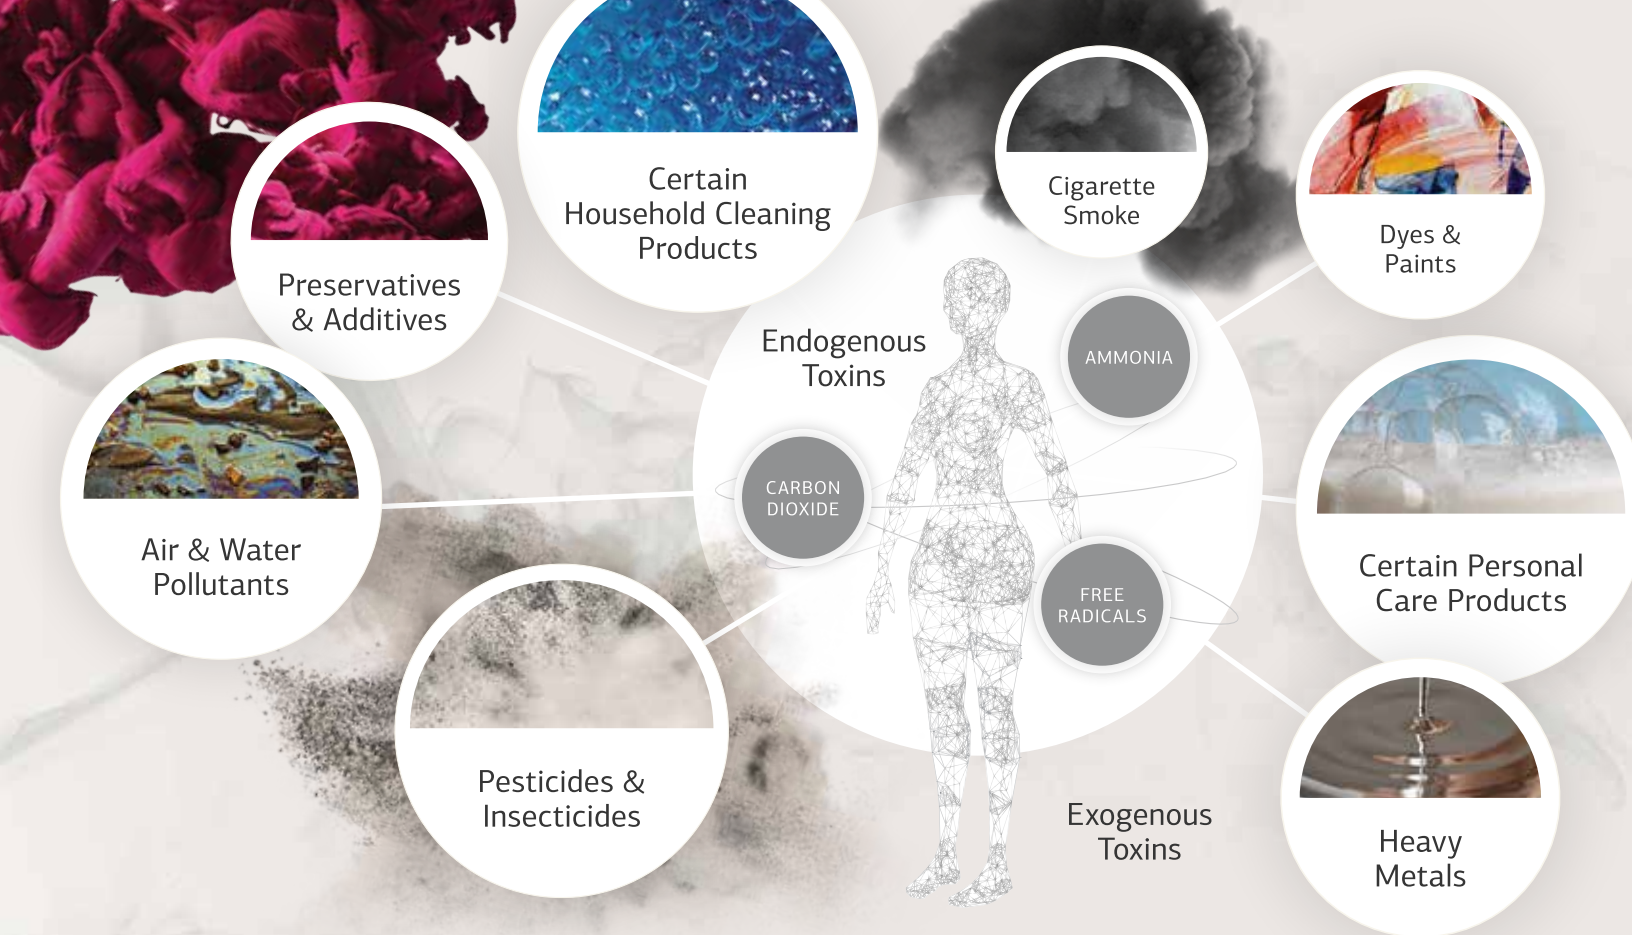 Certain
Household Cleaning
Products
Cigarette
Smoke
Dyes &
Paints
Preservatives
& Additives
Endogenous
Toxins
AMMONIA
CARBON
DIOXIDE
Air & Water
Pollutants
Certain Personal
Care Products
FREE
RADICALS
Pesticides &
Insecticides
Exogenous
Toxins
Heavy
Metals